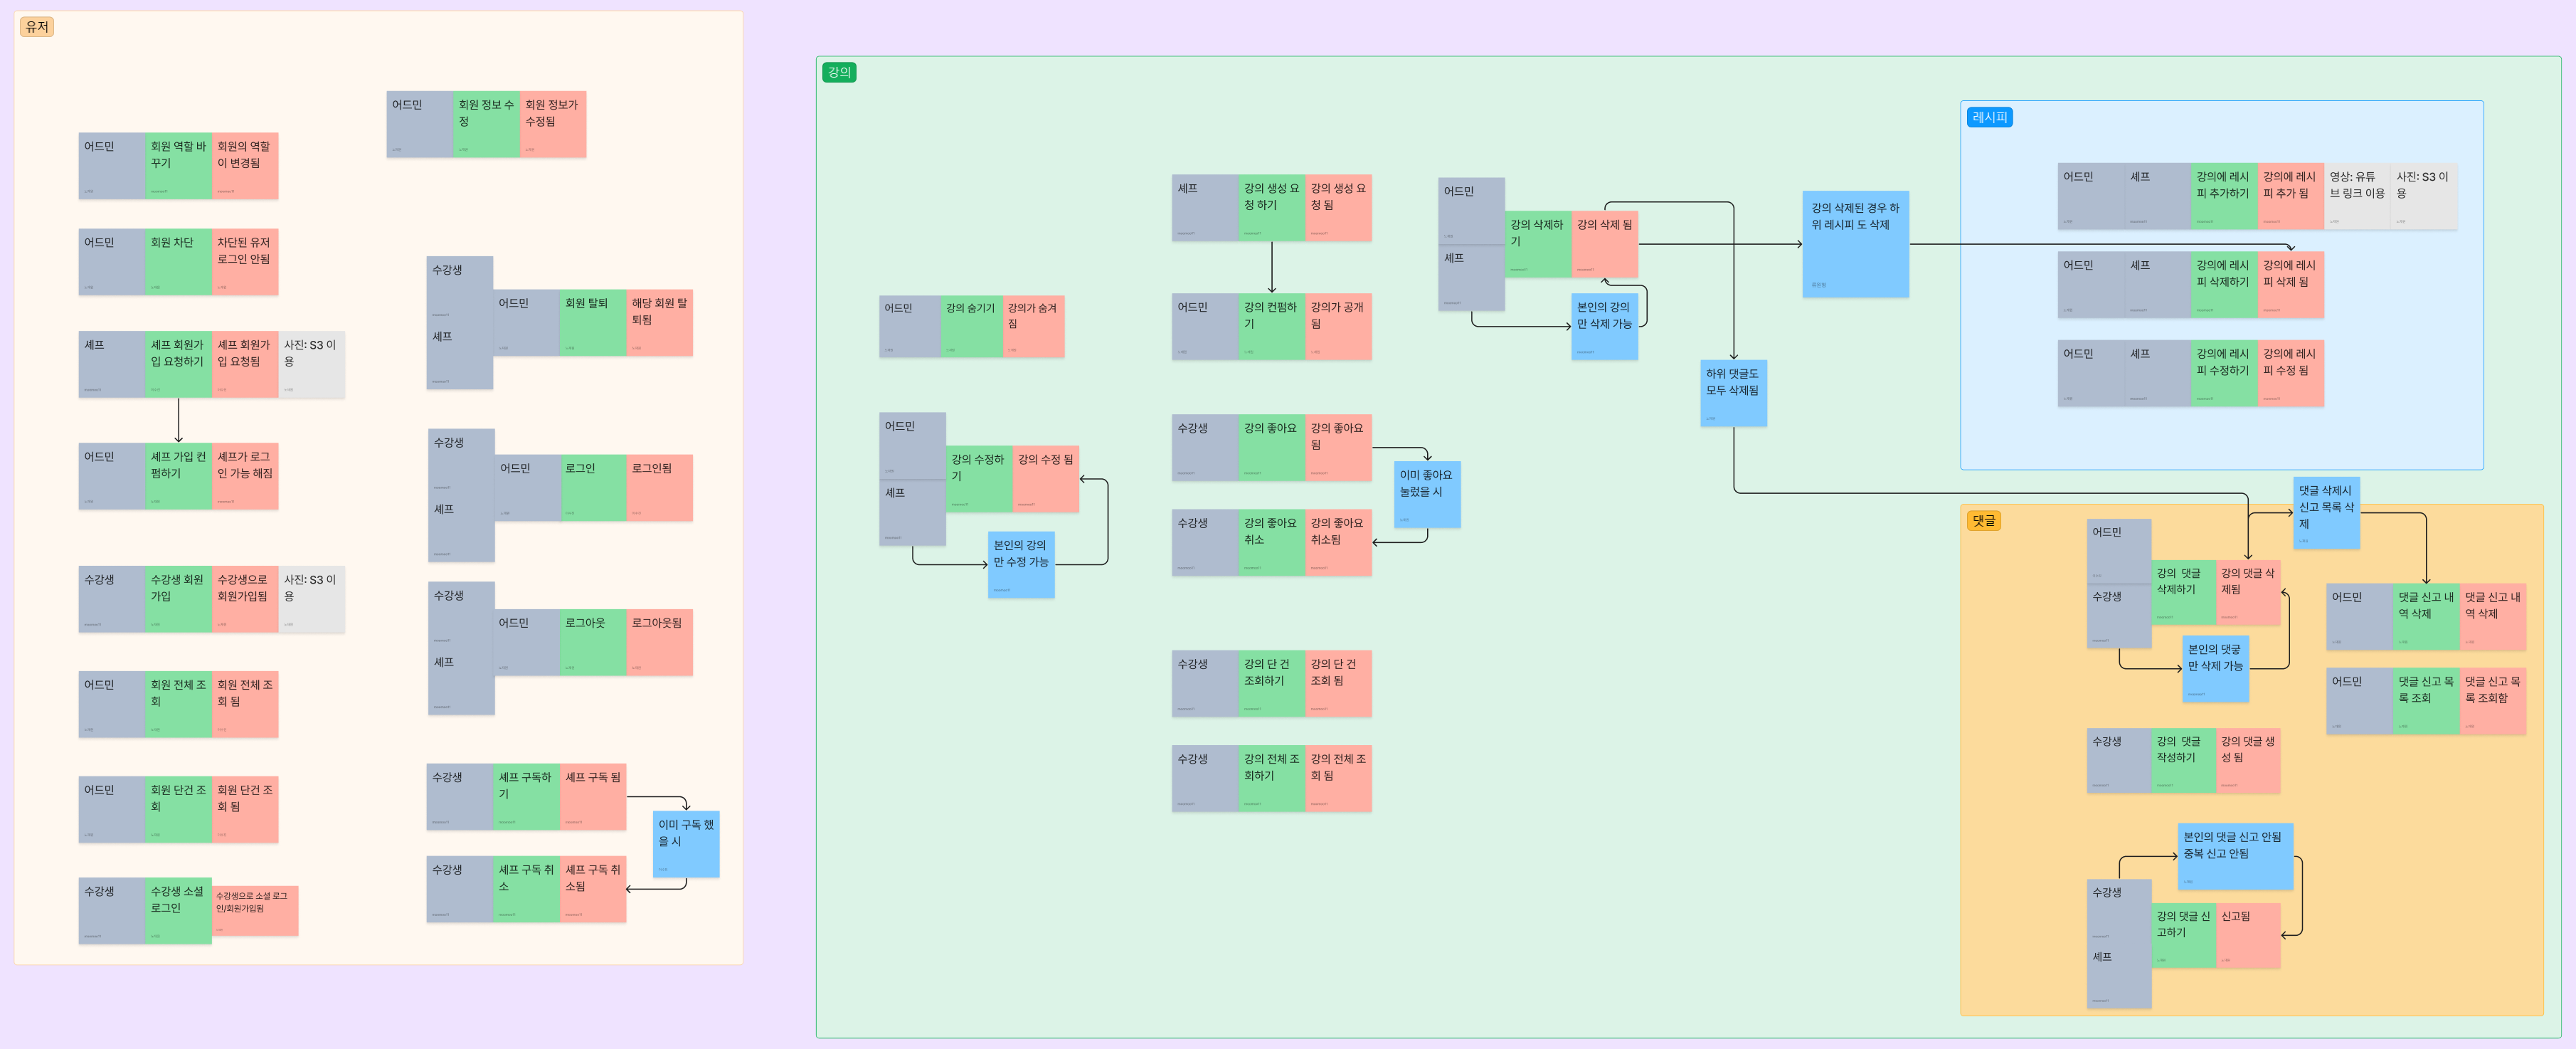 유저
어드민
회원 정보 수
정
회원 정보가
수정됨
어드민
회원 역할 바
꾸기
회원의 역할
이 변경됨
어드민
회원 차단
차단된 유저
로그인 안됨
셰프
셰프 회원가
입 요청하기
셰프 회원가
입 요청됨
사진: S3 이
용
어드민
셰프 가입 컨
펌하기
셰프가 로그
인 가능 해짐
수강생
수강생 회원
가입
수강생으로
회원가입됨
사진: S3 이
용
어드민
회원 전체 조
회
회원 전체 조
회 됨
어드민
회원 단건 조
회
회원 단건 조
회 됨
수강생
수강생 소셜
로그인
수강생으로 소셜 로그
인/회원가입됨
수강생
셰프
어드민
회원 탈퇴
해당 회원 탈
퇴됨
수강생
셰프
어드민
로그인
로그인됨
수강생
셰프
어드민
로그아웃
로그아웃됨
수강생
셰프 구독하
기
셰프 구독 됨
이미 구독 했
을 시
수강생
셰프 구독 취
소
셰프 구독 취
소됨
강의
어드민
강의 숨기기
강의가 숨겨
짐
어드민
셰프
강의 수정하
기
강의 수정 됨
본인의 강의
만 수정 가능
셰프
강의 생성 요
청 하기
강의 생성 요
청 됨
어드민
강의 컨펌하
기
강의가 공개
됨
수강생
강의 좋아요
강의 좋아요
됨
이미 좋아요
눌렀을 시
수강생
강의 좋아요
취소
강의 좋아요
취소됨
수강생
강의 단 건
조회하기
강의 단 건
조회 됨
수강생
강의 전체 조
회하기
강의 전체 조
회 됨
어드민
셰프
강의 삭제하
기
강의 삭제 됨
본인의 강의
만 삭제 가능
강의 삭제된 경우 하
위 레시피 도 삭제
하위 댓글도
모두 삭제됨
레시피
어드민
셰프
강의에 레시
피 추가하기
강의에 레시
피 추가 됨
영상: 유튜
브 링크 이용
사진: S3 이
용
어드민
셰프
강의에 레시
피 삭제하기
강의에 레시
피 삭제 됨
어드민
셰프
강의에 레시
피 수정하기
강의에 레시
피 수정 됨
댓글
댓글 삭제시
신고 목록 삭
제
어드민
수강생
강의 댓글
삭제하기
강의 댓글 삭
제됨
본인의 댓긓
만 삭제 가능
어드민
댓글 신고 내
역 삭제
댓글 신고 내
역 삭제
어드민
댓글 신고 목
록 조회
댓글 신고 목
록 조회함
수강생
강의 댓글
작성하기
강의 댓글 생
성 됨
본인의 댓글 신고 안됨
중복 신고 안됨
수강생
셰프
강의 댓글 신
고하기
신고됨